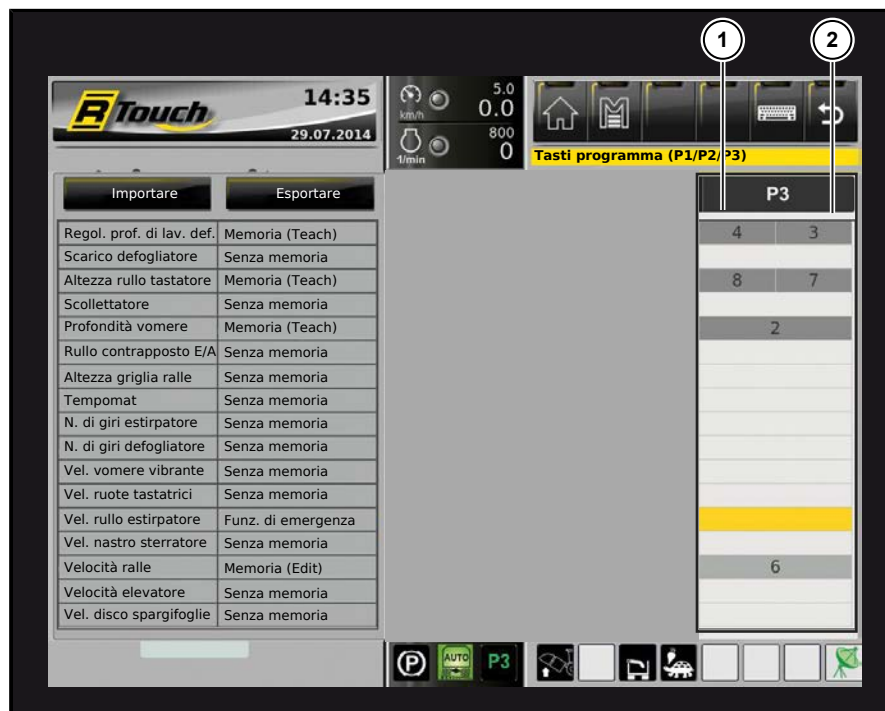 1 2
R Touch 14:35
29.07.2014
km/h 5.0
0.0
1/min 800
0
Tasti programma (P1/P2/P3)
Importare Esportare
P3
Regol. prof. di lav. def. Memoria (Teach) 4 3
Scarico defogliatore Senza memoria
Altezza rullo tastatore Memoria (Teach) 8 7
Scollettatore Senza memoria
Profondità vomere Memoria (Teach) 2
Rullo contrapposto E/A Senza memoria
Altezza griglia ralle Senza memoria
Tempomat Senza memoria
N. di giri estirpatore Senza memoria
N. di giri defogliatore Senza memoria
Vel. vomere vibrante Senza memoria
Vel. ruote tastatrici Senza memoria
Vel. rullo estirpatore Funz. di emergenza
Vel. nastro sterratore Senza memoria
Velocità ralle Memoria (Edit) 6
Velocità elevatore Senza memoria
Vel. disco spargifoglie Senza memoria
P AUTO P3